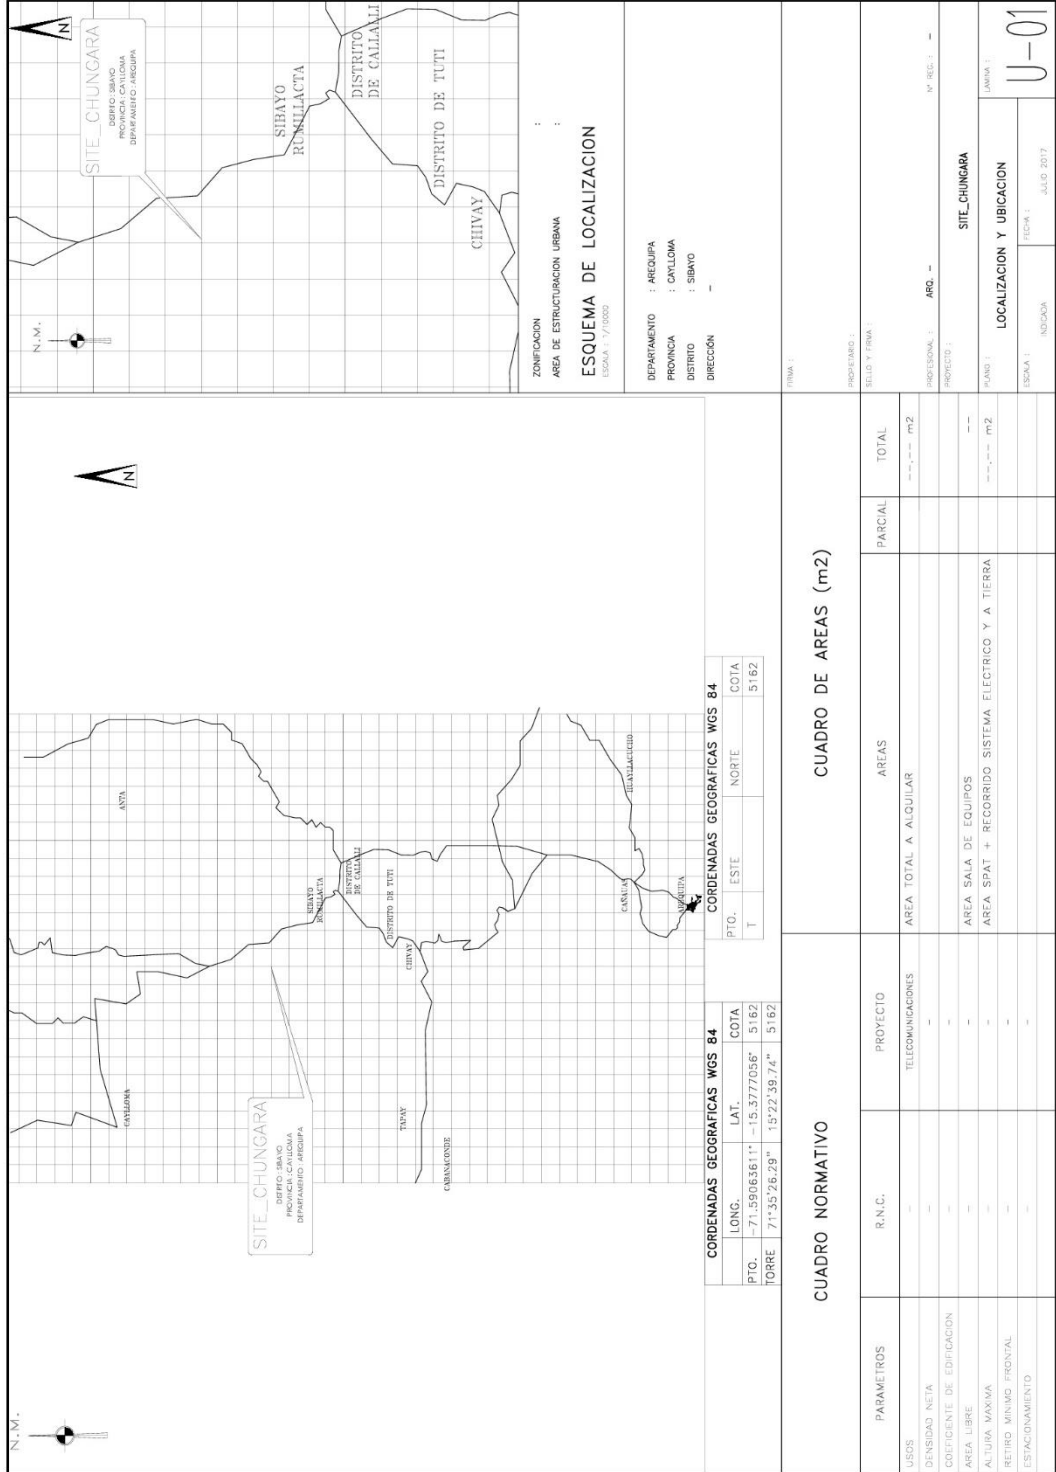 N.M.
SITE_CHUNGARA
DISTRITO : SIBAYO
PROVINCIA : CAYLLOMA
DEPARTAMENTO : AREQUIPA
N
CAYLLOMA
ANTA
SIBAYO
RUMILLACTA
DISTRITO
DE CALLALLI
DISTRITO DE TUTI
CHIVAY
TAPAY
CABANACONDE
HUAYLLACUCHO
CAÑAUAS
AREQUIPA
CORDENADAS GEOGRAFICAS WGS 84
LONG. LAT. COTA
PTO. -71.59063611° -15.3777056° 5162
TORRE 71°35'26.29" 15°22'39.74" 5162
CORDENADAS GEOGRAFICAS WGS 84
PTO. ESTE NORTE COTA
T 5162
N.M.
N
SITE_CHUNGARA
DISTRITO : SIBAYO
PROVINCIA : CAYLLOMA
DEPARTAMENTO : AREQUIPA
SIBAYO
RUMILLACTA
DISTRITO
DE CALLALLI
DISTRITO DE TUTI
CHIVAY
ZONIFICACION :
AREA DE ESTRUCTURACION URBANA :
ESQUEMA DE LOCALIZACION
ESCALA : 1/10000
DEPARTAMENTO : AREQUIPA
PROVINCIA : CAYLLOMA
DISTRITO : SIBAYO
DIRECCIÓN –
CUADRO NORMATIVO
PARAMETROS R.N.C. PROYECTO
USOS – TELECOMUNICACIONES
DENSIDAD NETA – –
COEFICIENTE DE EDIFICACION – –
AREA LIBRE – –
ALTURA MAXIMA – –
RETIRO MINIMO FRONTAL – –
ESTACIONAMIENTO – –
CUADRO DE AREAS (m2)
AREAS PARCIAL TOTAL
AREA TOTAL A ALQUILAR --.-- m2
AREA SALA DE EQUIPOS --
AREA SPAT + RECORRIDO SISTEMA ELECTRICO Y A TIERRA --.-- m2
FIRMA :
PROPIETARIO :
SELLO Y FIRMA :
PROFESIONAL : ARQ. – Nº REG. : –
PROYECTO : SITE_CHUNGARA
PLANO : LOCALIZACION Y UBICACION
LAMINA : U-01
ESCALA : INDICADA
FECHA : JULIO 2017